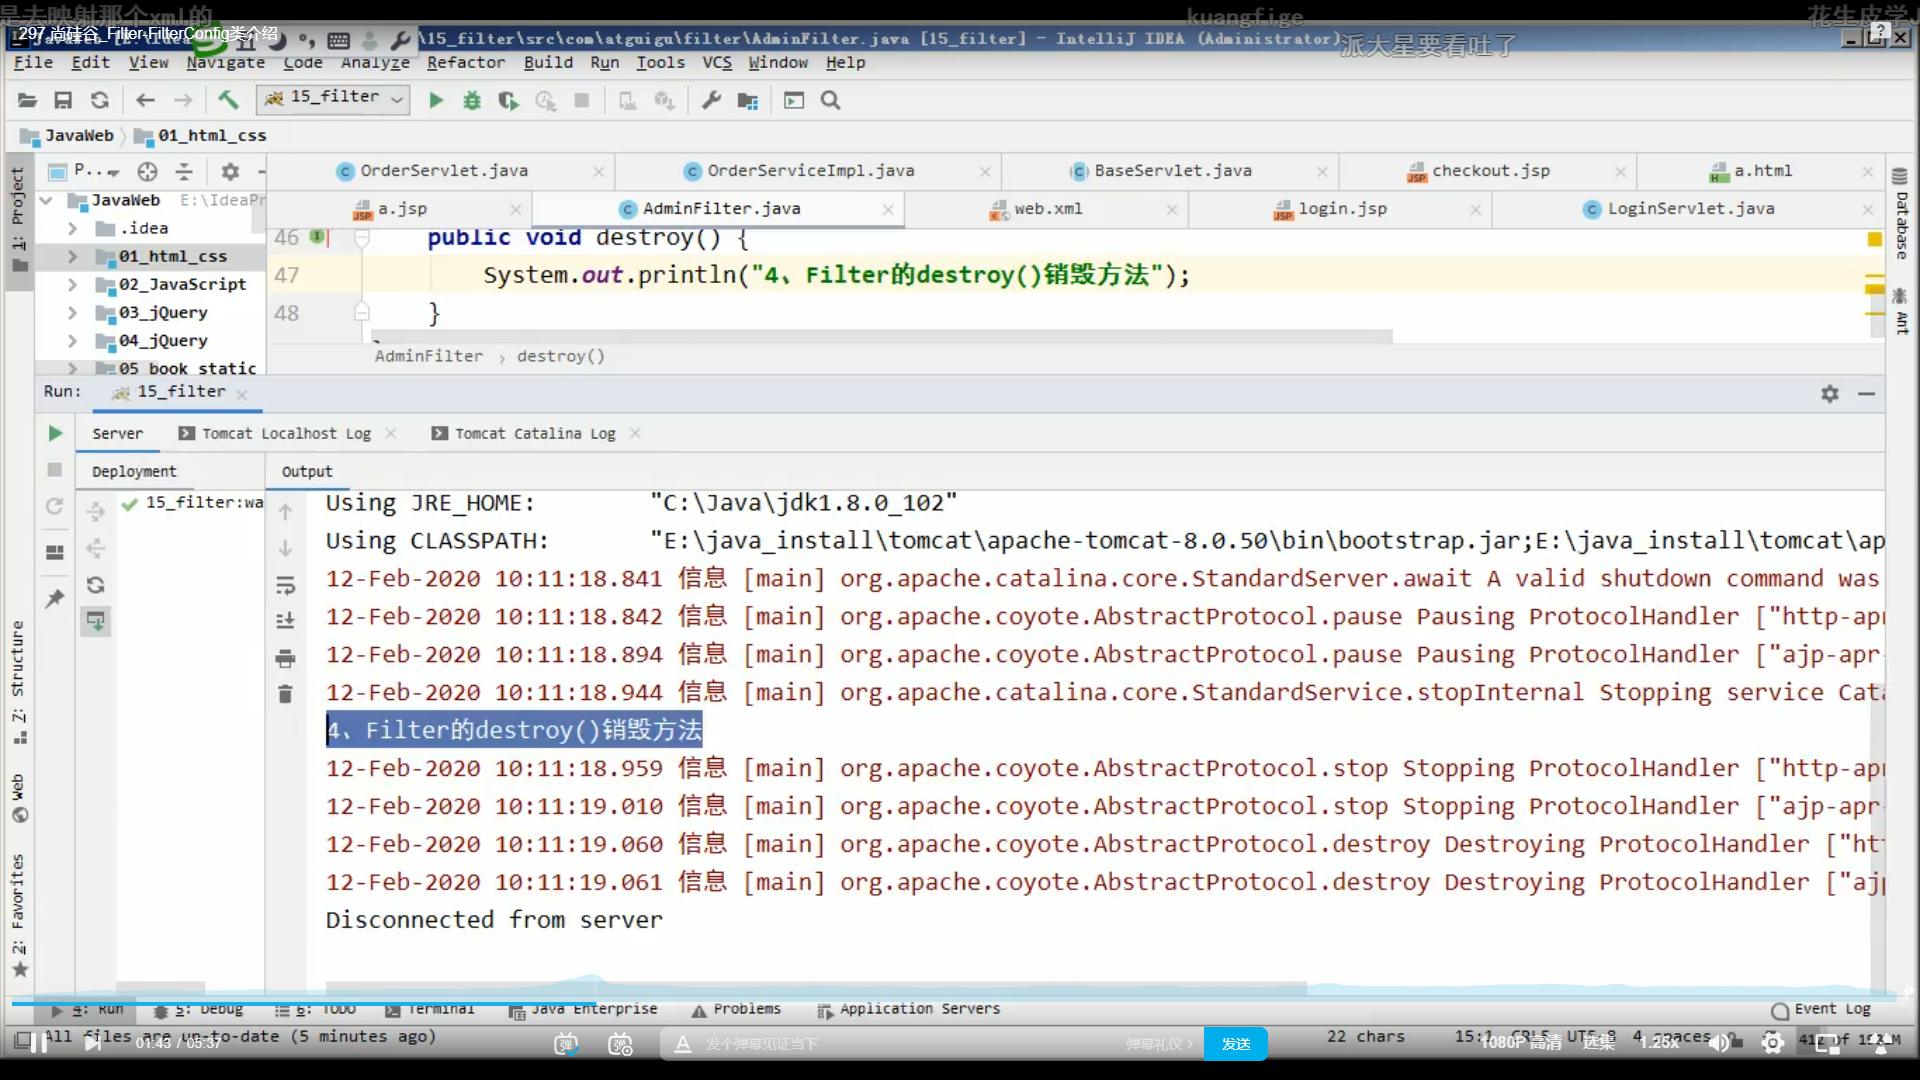 是去映射那个xml的
kuangfige
花生皮学J
297.尚硅谷_Filter-FilterConfig类介绍
\15_filter\src\com\atguigu\filter\AdminFilter.java [15_filter] - IntelliJ IDEA (Administrator)
派大星要看吐了
File Edit View Navigate Code Analyze Refactor Build Run Tools VCS Window Help
15_filter
JavaWeb 01_html_css
P...
OrderServlet.java OrderServiceImpl.java BaseServlet.java checkout.jsp a.html
a.jsp AdminFilter.java web.xml login.jsp LoginServlet.java
1: Project
JavaWeb E:\IdeaPr
.idea
01_html_css
02_JavaScript
03_jQuery
04_jQuery
05_book_static
46 public void destroy() {
47 System.out.println("4、Filter的destroy()销毁方法");
48 }
AdminFilter › destroy()
Database
Ant
Run: 15_filter
Server Tomcat Localhost Log Tomcat Catalina Log
Deployment Output
15_filter:wa
Using JRE_HOME: "C:\Java\jdk1.8.0_102"
Using CLASSPATH: "E:\java_install\tomcat\apache-tomcat-8.0.50\bin\bootstrap.jar;E:\java_install\tomcat\ap
12-Feb-2020 10:11:18.841 信息 [main] org.apache.catalina.core.StandardServer.await A valid shutdown command was
12-Feb-2020 10:11:18.842 信息 [main] org.apache.coyote.AbstractProtocol.pause Pausing ProtocolHandler ["http-apr
12-Feb-2020 10:11:18.894 信息 [main] org.apache.coyote.AbstractProtocol.pause Pausing ProtocolHandler ["ajp-apr-
12-Feb-2020 10:11:18.944 信息 [main] org.apache.catalina.core.StandardService.stopInternal Stopping service Cata
4、Filter的destroy()销毁方法
12-Feb-2020 10:11:18.959 信息 [main] org.apache.coyote.AbstractProtocol.stop Stopping ProtocolHandler ["http-apr
12-Feb-2020 10:11:19.010 信息 [main] org.apache.coyote.AbstractProtocol.stop Stopping ProtocolHandler ["ajp-apr-
12-Feb-2020 10:11:19.060 信息 [main] org.apache.coyote.AbstractProtocol.destroy Destroying ProtocolHandler ["ht
12-Feb-2020 10:11:19.061 信息 [main] org.apache.coyote.AbstractProtocol.destroy Destroying ProtocolHandler ["aj
Disconnected from server
Z: Structure
Web
2: Favorites
4: Run 5: Debug 6: TODO Terminal Java Enterprise Problems Application Servers Event Log
All files are up-to-date (5 minutes ago) 22 chars 15:1 CRLF UTF-8 4 spaces
01:43 / 05:37 发个弹幕见证当下 弹幕礼仪 › 发送 1080P 高清 选集 1.25x